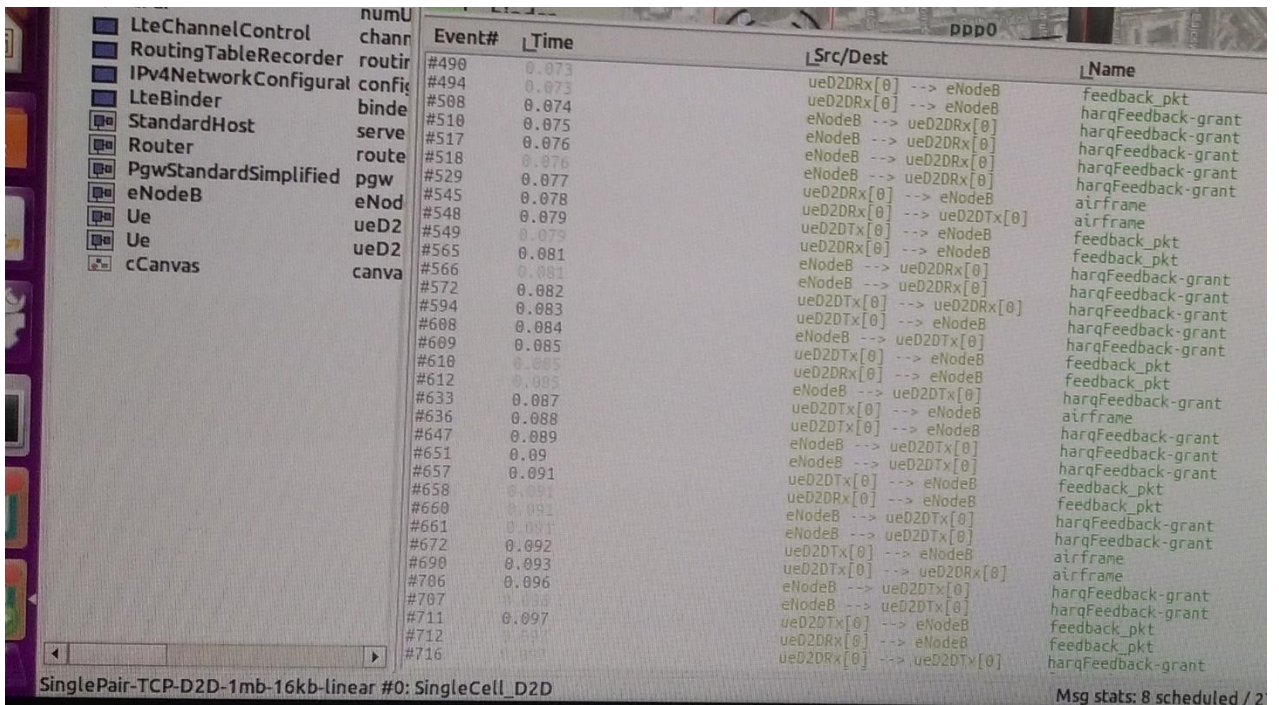 numU
LteChannelControl chann
RoutingTableRecorder routir
IPv4NetworkConfigurat config
LteBinder binde
StandardHost serve
Router route
PgwStandardSimplified pgw
eNodeB eNod
Ue ueD2
Ue ueD2
cCanvas canva
ppp0
Event# Time Src/Dest Name
#490 0.073 ueD2DRx[0] --> eNodeB feedback_pkt
#494 0.073 ueD2DRx[0] --> eNodeB harqFeedback-grant
#508 0.074 eNodeB --> ueD2DRx[0] harqFeedback-grant
#510 0.075 eNodeB --> ueD2DRx[0] harqFeedback-grant
#517 0.076 eNodeB --> ueD2DRx[0] harqFeedback-grant
#518 0.076 eNodeB --> ueD2DRx[0] harqFeedback-grant
#529 0.077 ueD2DRx[0] --> eNodeB airframe
#545 0.078 ueD2DRx[0] --> ueD2DTx[0] airframe
#548 0.079 ueD2DTx[0] --> eNodeB feedback_pkt
#549 0.079 ueD2DRx[0] --> eNodeB feedback_pkt
#565 0.081 eNodeB --> ueD2DRx[0] harqFeedback-grant
#566 0.081 eNodeB --> ueD2DRx[0] harqFeedback-grant
#572 0.082 ueD2DTx[0] --> ueD2DRx[0] harqFeedback-grant
#594 0.083 ueD2DTx[0] --> eNodeB harqFeedback-grant
#608 0.084 eNodeB --> ueD2DTx[0] harqFeedback-grant
#609 0.085 ueD2DTx[0] --> eNodeB feedback_pkt
#610 0.085 ueD2DRx[0] --> eNodeB feedback_pkt
#612 0.085 eNodeB --> ueD2DTx[0] harqFeedback-grant
#633 0.087 ueD2DTx[0] --> eNodeB airframe
#636 0.088 ueD2DTx[0] --> eNodeB harqFeedback-grant
#647 0.089 eNodeB --> ueD2DTx[0] harqFeedback-grant
#651 0.09 eNodeB --> ueD2DTx[0] harqFeedback-grant
#657 0.091 ueD2DTx[0] --> eNodeB feedback_pkt
#658 0.091 ueD2DRx[0] --> eNodeB feedback_pkt
#660 eNodeB --> ueD2DTx[0] harqFeedback-grant
#661 eNodeB --> ueD2DTx[0] harqFeedback-grant
#672 0.092 ueD2DTx[0] --> eNodeB airframe
#690 0.093 ueD2DTx[0] --> ueD2DRx[0] airframe
#706 0.096 eNodeB --> ueD2DTx[0] harqFeedback-grant
#707 eNodeB --> ueD2DTx[0] harqFeedback-grant
#711 0.097 ueD2DTx[0] --> eNodeB feedback_pkt
#712 ueD2DRx[0] --> eNodeB feedback_pkt
#716 ueD2DRx[0] --> ueD2DTx[0] harqFeedback-grant
SinglePair-TCP-D2D-1mb-16kb-linear #0: SingleCell_D2D
Msg stats: 8 scheduled / 2